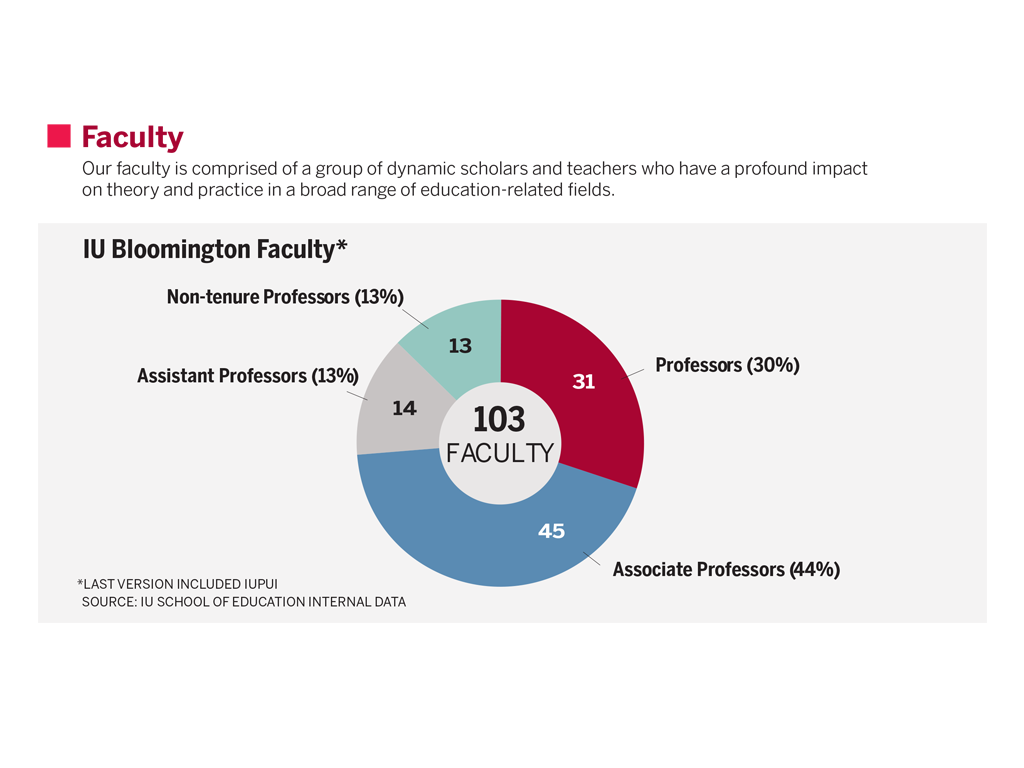 Faculty
Our faculty is comprised of a group of dynamic scholars and teachers who have a profound impact
on theory and practice in a broad range of education-related fields.
IU Bloomington Faculty*
Non-tenure Professors (13%)
13
Professors (30%)
31
Assistant Professors (13%)
14
103
FACULTY
45
Associate Professors (44%)
*LAST VERSION INCLUDED IUPUI
SOURCE: IU SCHOOL OF EDUCATION INTERNAL DATA